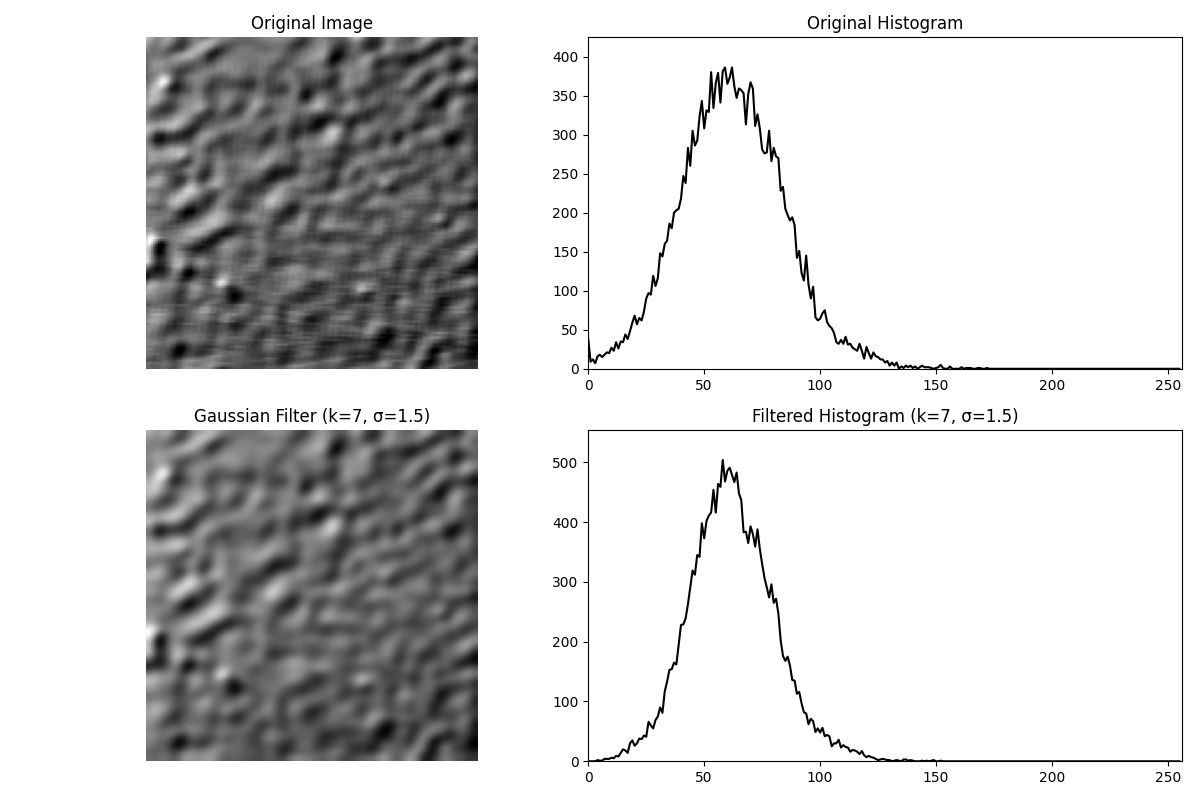 Original Image
Original Histogram
400
350
300
250
200
150
100
50
0
0 50 100 150 200 250
Gaussian Filter (k=7, σ=1.5)
Filtered Histogram (k=7, σ=1.5)
500
400
300
200
100
0
0 50 100 150 200 250